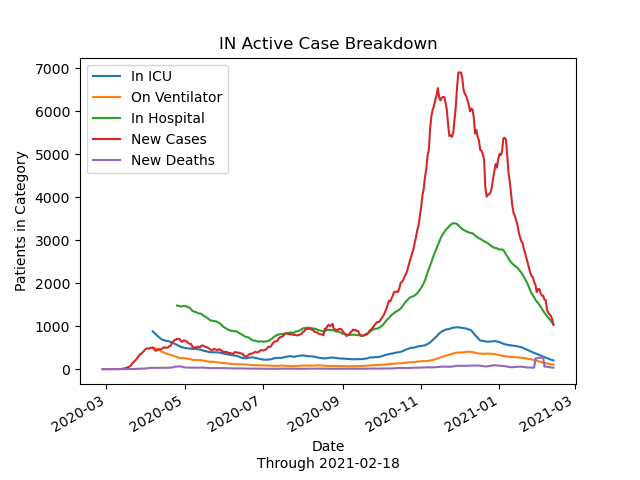 IN Active Case Breakdown
In ICU
On Ventilator
In Hospital
New Cases
New Deaths
7000
6000
5000
4000
3000
2000
1000
0
Patients in Category
2020-03
2020-05
2020-07
2020-09
2020-11
2021-01
2021-03
Date
Through 2021-02-18